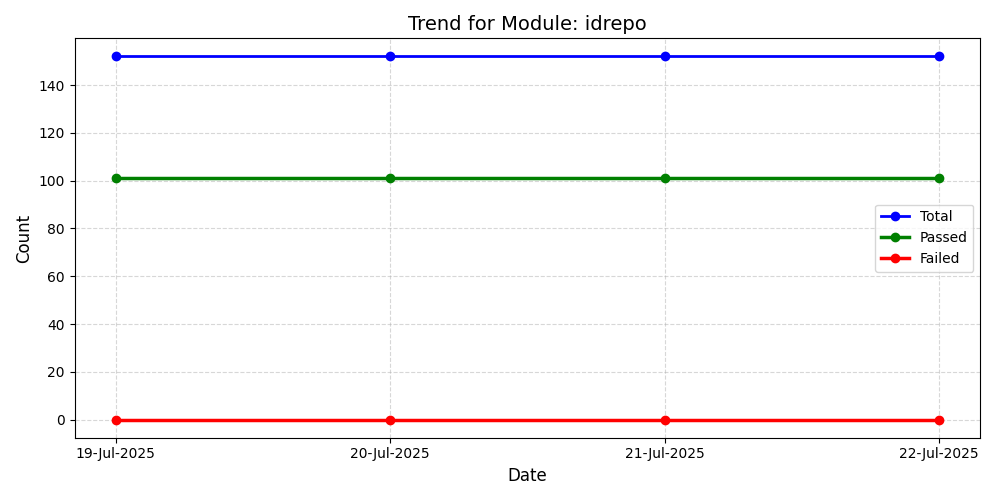 Trend for Module: idrepo
Count
140
120
100
80
60
40
20
0
Total
Passed
Failed
19-Jul-2025
20-Jul-2025
21-Jul-2025
22-Jul-2025
Date